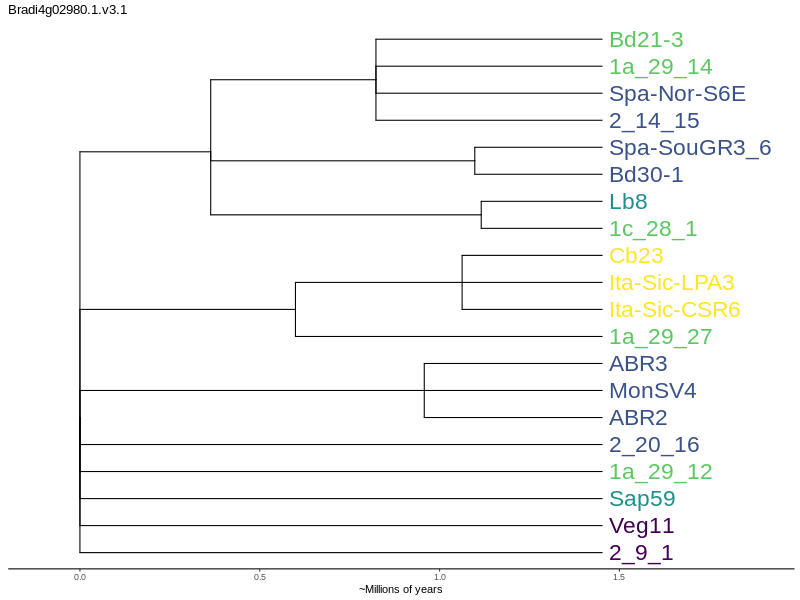 Bradi4g02980.1.v3.1
Bd21-3
1a_29_14
Spa-Nor-S6E
2_14_15
Spa-SouGR3_6
Bd30-1
Lb8
1c_28_1
Cb23
Ita-Sic-LPA3
Ita-Sic-CSR6
1a_29_27
ABR3
MonSV4
ABR2
2_20_16
1a_29_12
Sap59
Veg11
2_9_1
0.0 0.5 1.0 1.5
~Millions of years